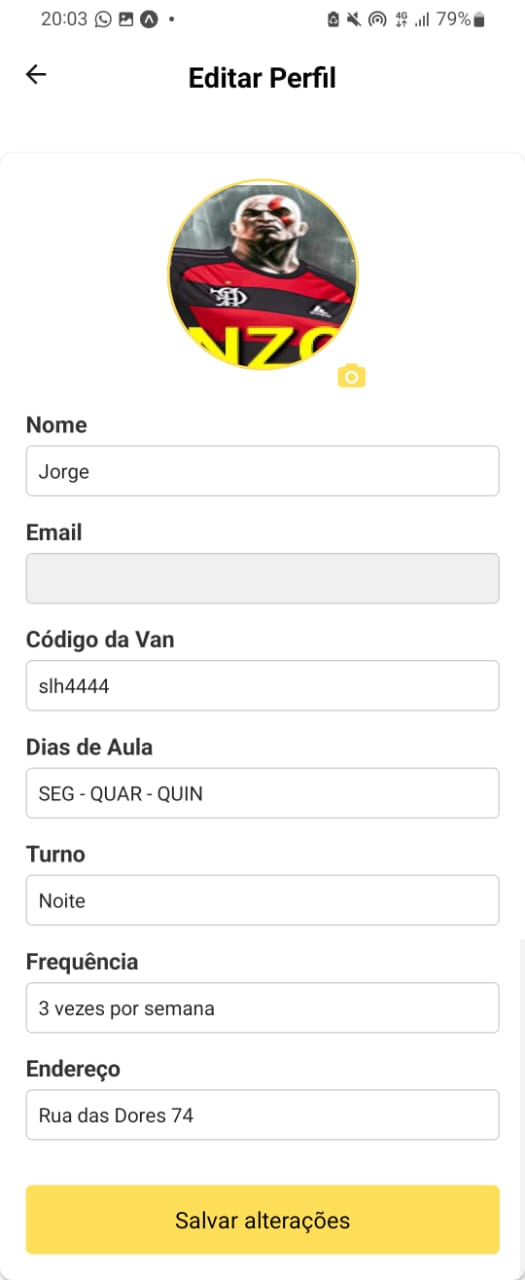 20:03
4G
79%
Editar Perfil
NZO
Nome
Jorge
Email
Código da Van
slh4444
Dias de Aula
SEG - QUAR - QUIN
Turno
Noite
Frequência
3 vezes por semana
Endereço
Rua das Dores 74
Salvar alterações